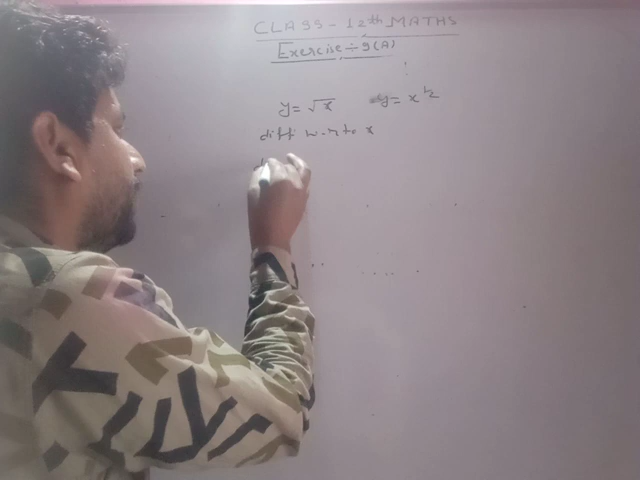 CLASS - 12th MATHS
Exercise ÷ 9(A)
y = √x y = x^1/2
diff w.r.to x
d